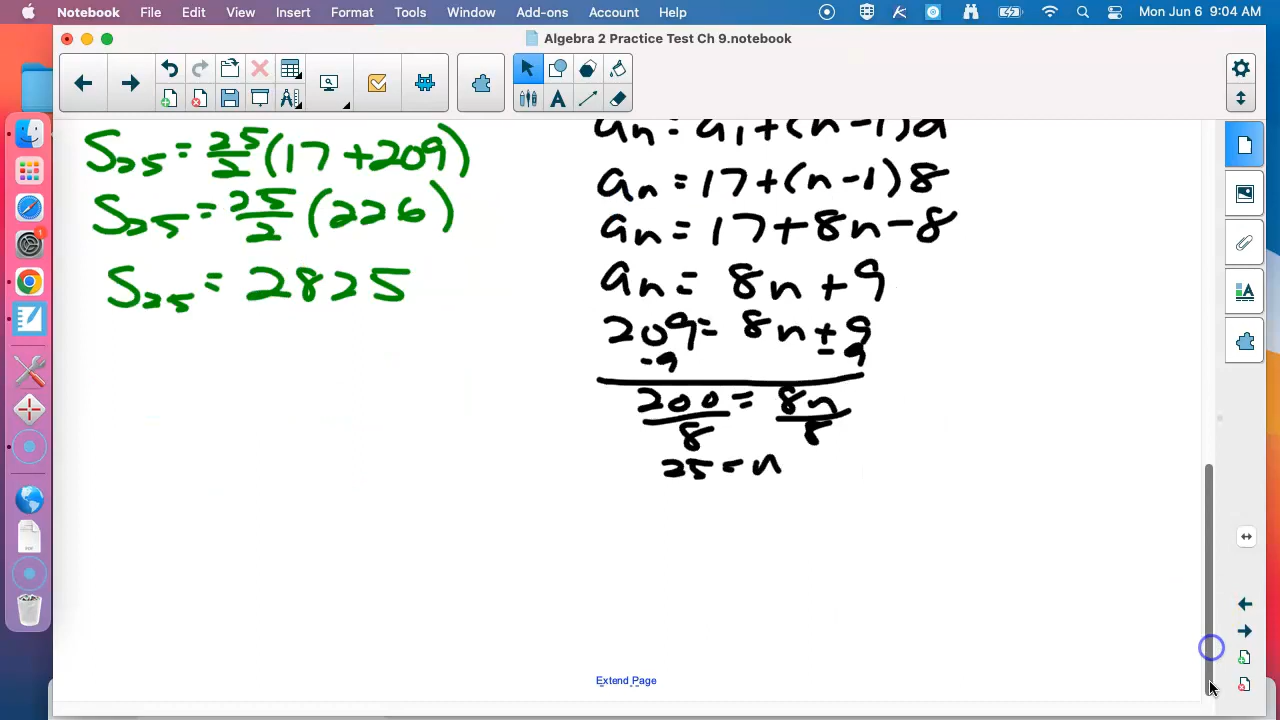 Notebook File Edit View Insert Format Tools Window Add-ons Account Help Mon Jun 6 9:04 AM
Algebra 2 Practice Test Ch 9.notebook
S₂₅ = 25/2 (17 + 209)
S₂₅ = 25/2 (226)
S₂₅ = 2825
aₙ = a₁ + (n - 1)d
aₙ = 17 + (n - 1) 8
aₙ = 17 + 8n - 8
aₙ = 8n + 9
209 = 8n + 9
-9 - 9
200/8 = 8n/8
25 = n
Extend Page